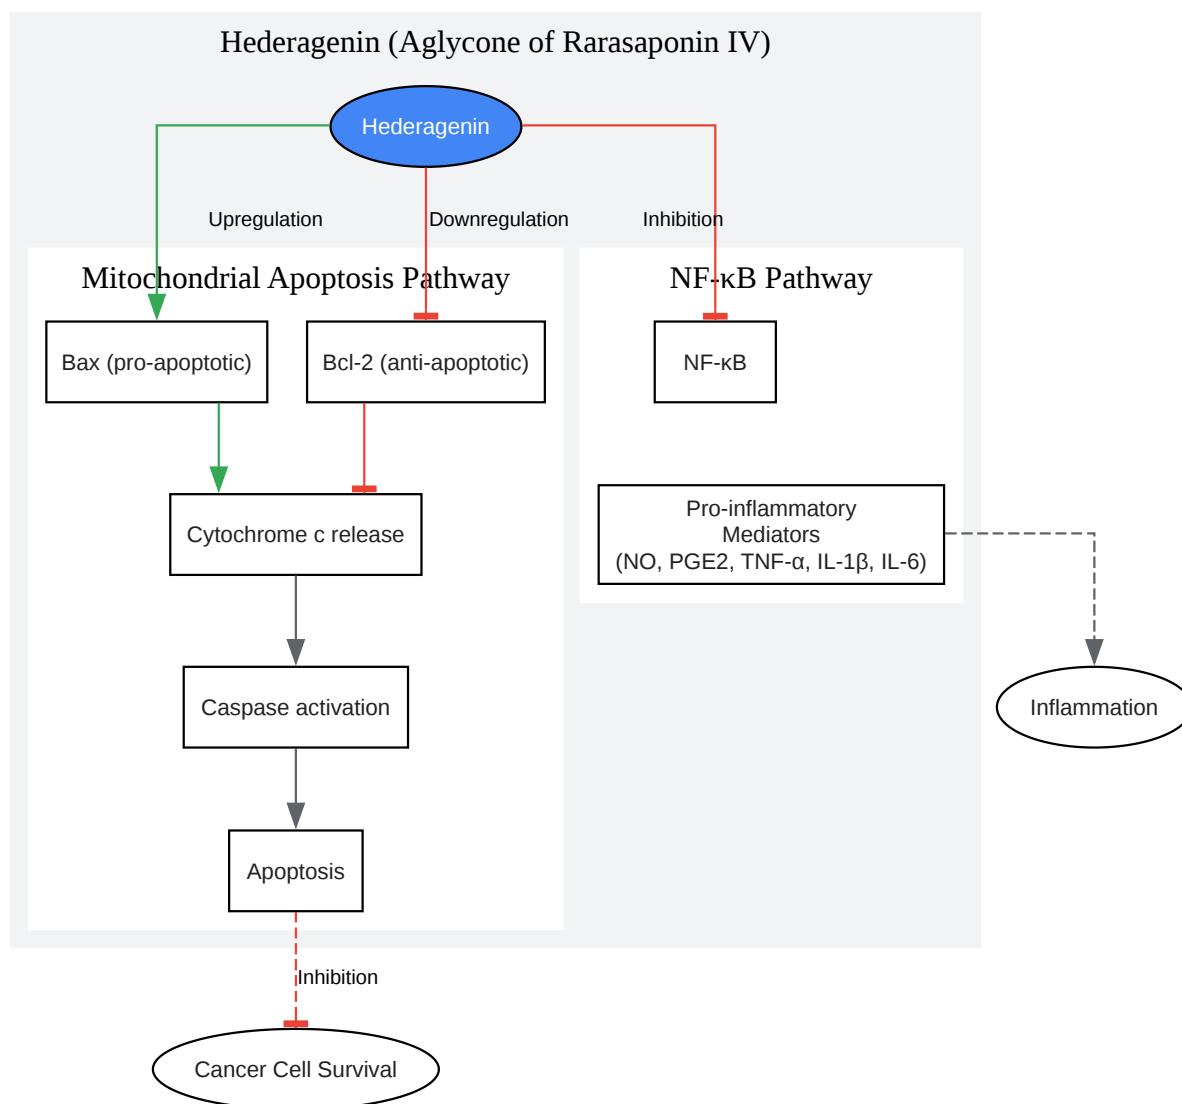 Hederagenin (Aglycone of Rarasaponin IV)
Hederagenin
Upregulation
Downregulation
Inhibition
Mitochondrial Apoptosis Pathway
NF-κB Pathway
Bax (pro-apoptotic)
Bcl-2 (anti-apoptotic)
NF-κB
Cytochrome c release
Pro-inflammatory
Mediators
(NO, PGE2, TNF-α, IL-1β, IL-6)
Caspase activation
Inflammation
Apoptosis
Inhibition
Cancer Cell Survival